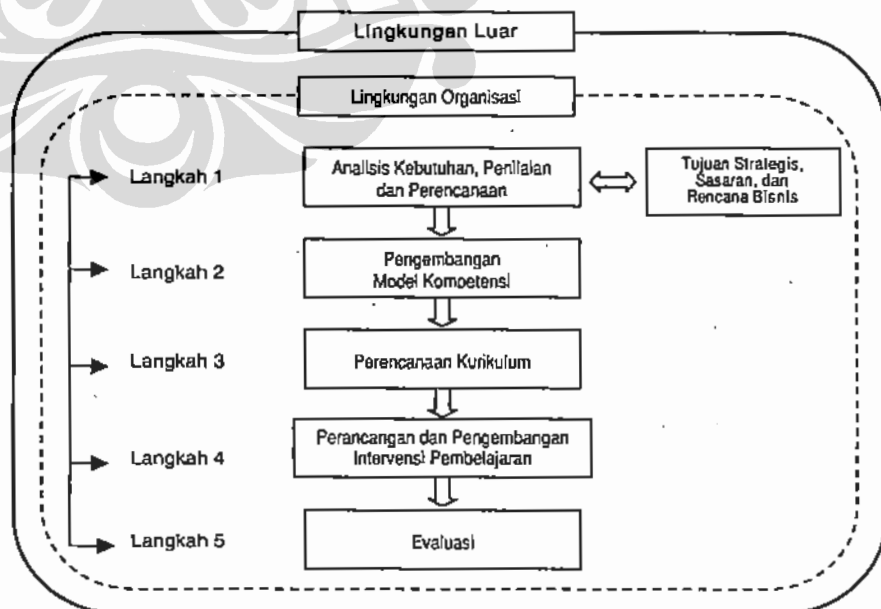 Lingkungan Luar
Lingkungan Organisasi
Langkah 1
Analisis Kebutuhan, Penilaian
dan Perencanaan
Tujuan Strategis,
Sasaran, dan
Rencana Bisnis
Langkah 2
Pengembangan
Model Kompetensi
Langkah 3
Perencanaan Kurikulum
Langkah 4
Perancangan dan Pengembangan
Intervensi Pembelajaran
Langkah 5
Evaluasi